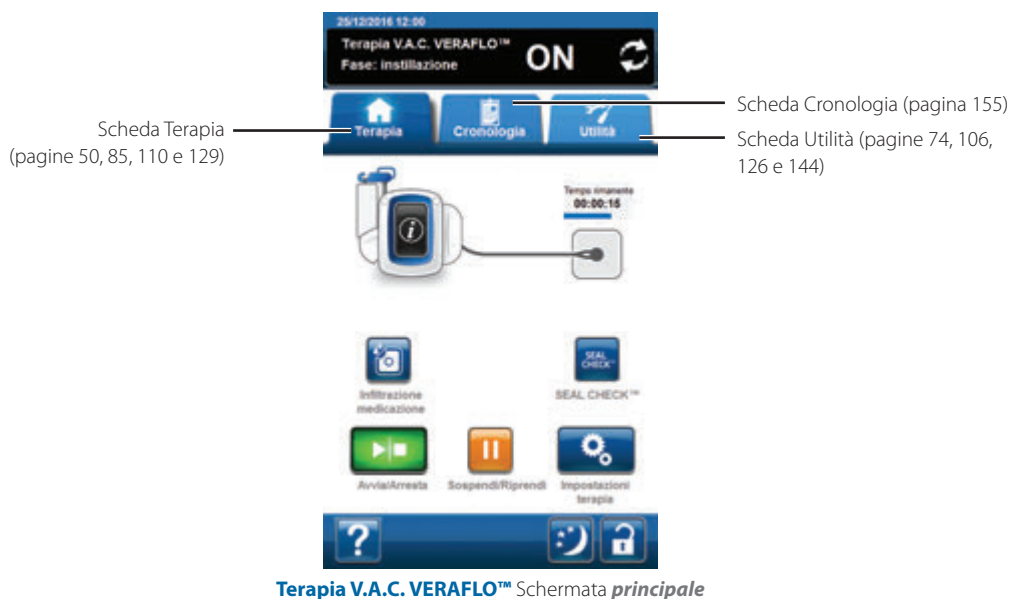 25/12/2016 12:00
Terapia V.A.C. VERAFLO™
Fase: instillazione
ON
Terapia
Cronologia
Utilità
Scheda Terapia
(pagine 50, 85, 110 e 129)
Scheda Cronologia (pagina 155)
Scheda Utilità (pagine 74, 106,
126 e 144)
Tempo rimanente
00:00:15
i
SEAL
CHECK™
Infiltrazione
medicazione
SEAL CHECK™
Avvia/Arresta
Sospendi/Riprendi
Impostazioni
terapia
?
Terapia V.A.C. VERAFLO™ Schermata principale